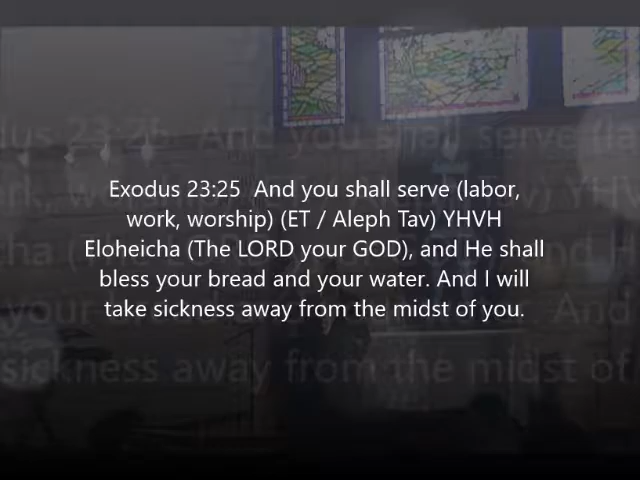 Exodus 23:25  And you shall serve (labor,
work, worship) (ET / Aleph Tav) YHVH
Eloheicha (The LORD your GOD), and He shall
bless your bread and your water. And I will
take sickness away from the midst of you.